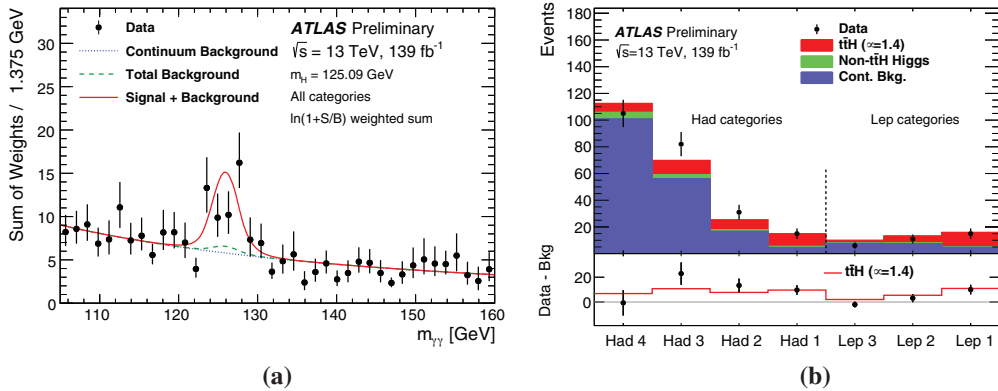 Sum of Weights / 1.375 GeV
30
25
20
15
10
5
0
110 120 130 140 150 160
m_γγ [GeV]
Data
Continuum Background
Total Background
Signal + Background
ATLAS Preliminary
√s = 13 TeV, 139 fb⁻¹
m_H = 125.09 GeV
All categories
ln(1+S/B) weighted sum
(a)
Events
180
160
140
120
100
80
60
40
20
ATLAS Preliminary
√s=13 TeV, 139 fb⁻¹
Data
tt̄H (∝=1.4)
Non-tt̄H Higgs
Cont. Bkg.
Had categories
Lep categories
Data - Bkg
20
0
tt̄H (∝=1.4)
Had 4 Had 3 Had 2 Had 1 Lep 3 Lep 2 Lep 1
(b)